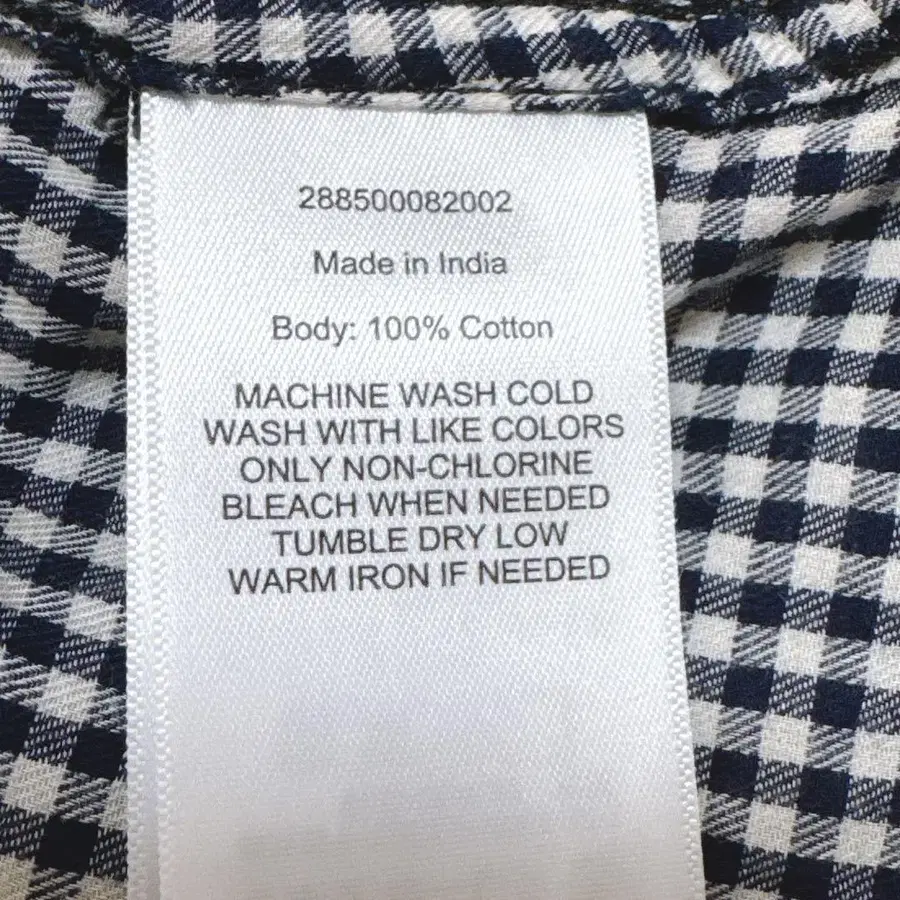 288500082002
Made in India
Body: 100% Cotton
MACHINE WASH COLD
WASH WITH LIKE COLORS
ONLY NON-CHLORINE
BLEACH WHEN NEEDED
TUMBLE DRY LOW
WARM IRON IF NEEDED